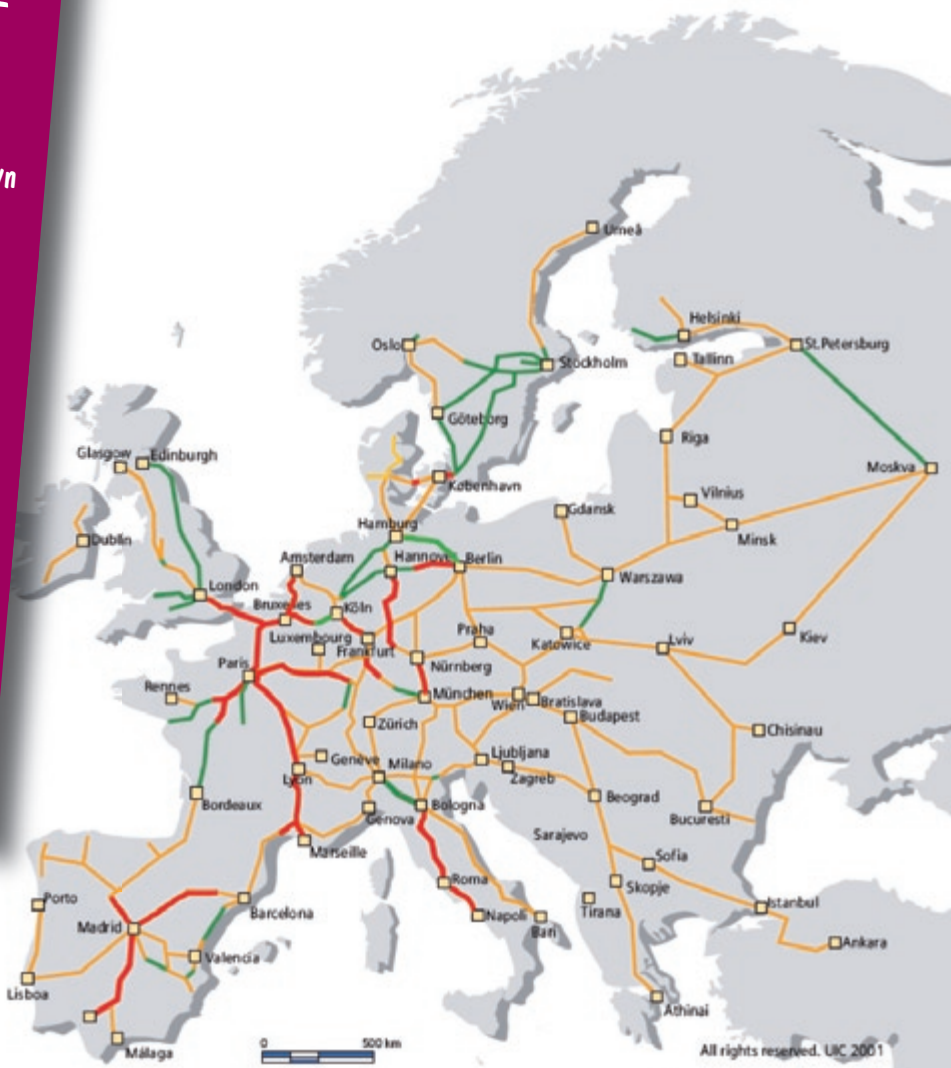 Umeå
Helsinki
Oslo
St.Petersburg
Stockholm
Tallinn
Göteborg
Riga
Glasgow
Edinburgh
Moskva
København
Vilnius
Gdansk
Hamburg
Minsk
Dublin
Amsterdam
Hannover
Berlin
Warszawa
London
Bruxelles
Köln
Luxembourg
Praha
Katowice
Lviv
Kiev
Frankfurt
Paris
Nürnberg
Rennes
München
Wien
Bratislava
Budapest
Zürich
Chisinau
Genève
Milano
Ljubljana
Lyon
Zagreb
Bordeaux
Genova
Bologna
Beograd
Bucuresti
Sarajevo
Marseille
Sofia
Roma
Skopje
Porto
Barcelona
Napoli
Tirana
Istanbul
Madrid
Bari
Ankara
Valencia
Lisboa
Athinai
Málaga
0 500 km
All rights reserved. UIC 2001